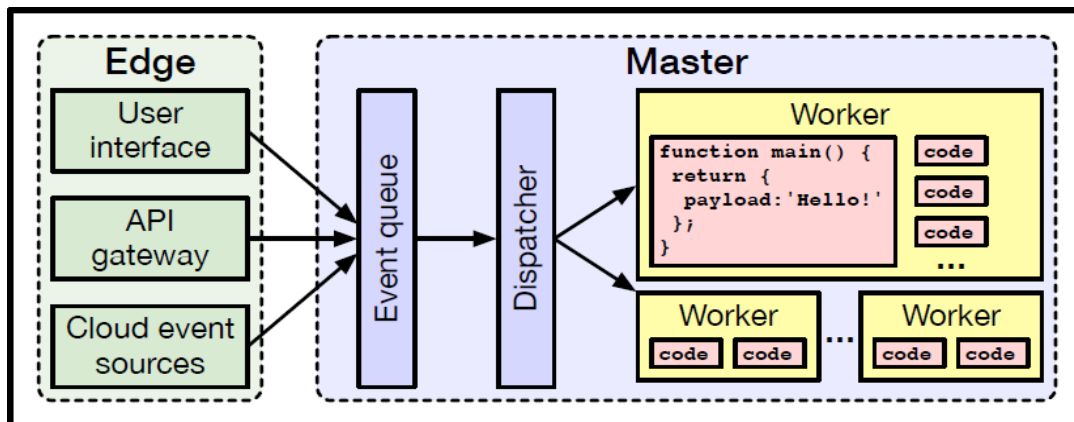 Edge
User
interface
API
gateway
Cloud event
sources
Master
Event queue
Dispatcher
Worker
function main() {
return {
payload:'Hello!'
};
}
code
code
code
...
Worker
code code
...
Worker
code code